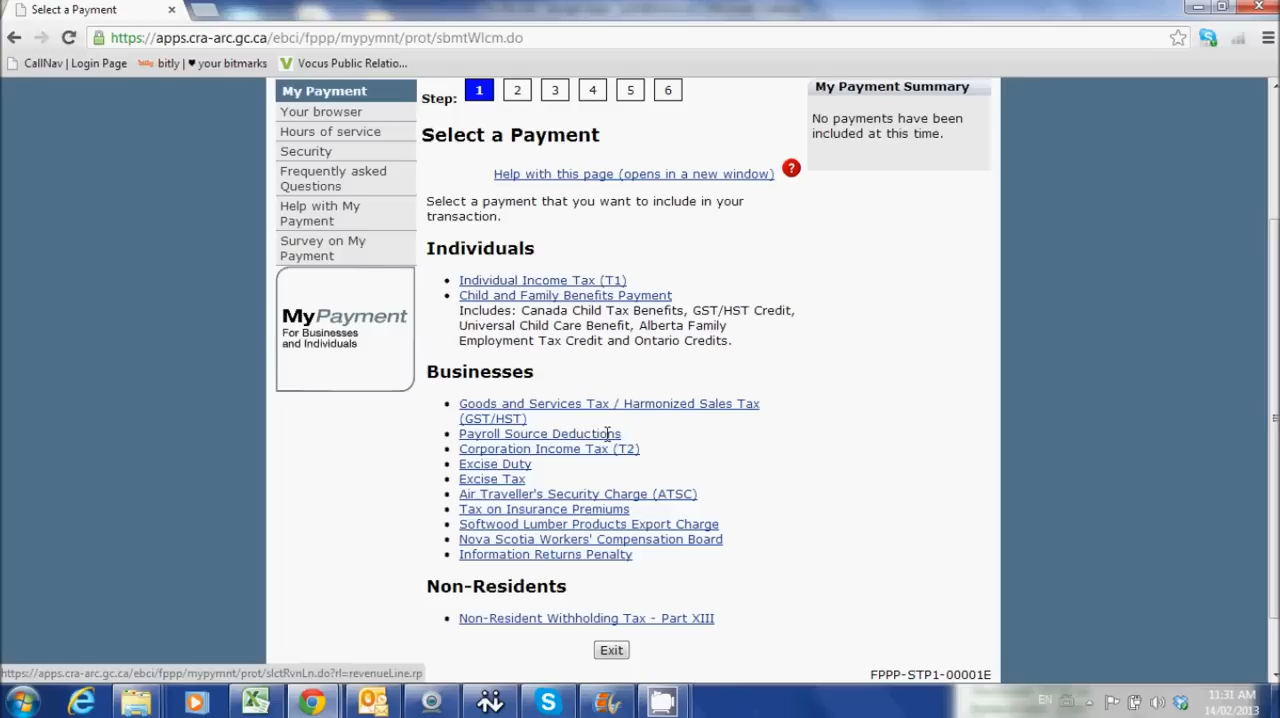 Select a Payment
https://apps.cra-arc.gc.ca/ebci/fppp/mypymnt/prot/sbmtWlcm.do
CallNav | Login Page
bitly | ♥ your bitmarks
Vocus Public Relatio...
My Payment
Your browser
Hours of service
Security
Frequently asked
Questions
Help with My
Payment
Survey on My
Payment
MyPayment
For Businesses
and Individuals
Step: 1 2 3 4 5 6
Select a Payment
Help with this page (opens in a new window)
?
Select a payment that you want to include in your
transaction.
Individuals
• Individual Income Tax (T1)
• Child and Family Benefits Payment
Includes: Canada Child Tax Benefits, GST/HST Credit,
Universal Child Care Benefit, Alberta Family
Employment Tax Credit and Ontario Credits.
Businesses
• Goods and Services Tax / Harmonized Sales Tax
(GST/HST)
• Payroll Source Deductions
• Corporation Income Tax (T2)
• Excise Duty
• Excise Tax
• Air Traveller's Security Charge (ATSC)
• Tax on Insurance Premiums
• Softwood Lumber Products Export Charge
• Nova Scotia Workers' Compensation Board
• Information Returns Penalty
Non-Residents
• Non-Resident Withholding Tax - Part XIII
Exit
FPPP-STP1-00001E
My Payment Summary
No payments have been
included at this time.
https://apps.cra-arc.gc.ca/ebci/fppp/mypymnt/prot/slctRvnLn.do?rl=revenueLine.rp
EN
11:31 AM
14/02/2013